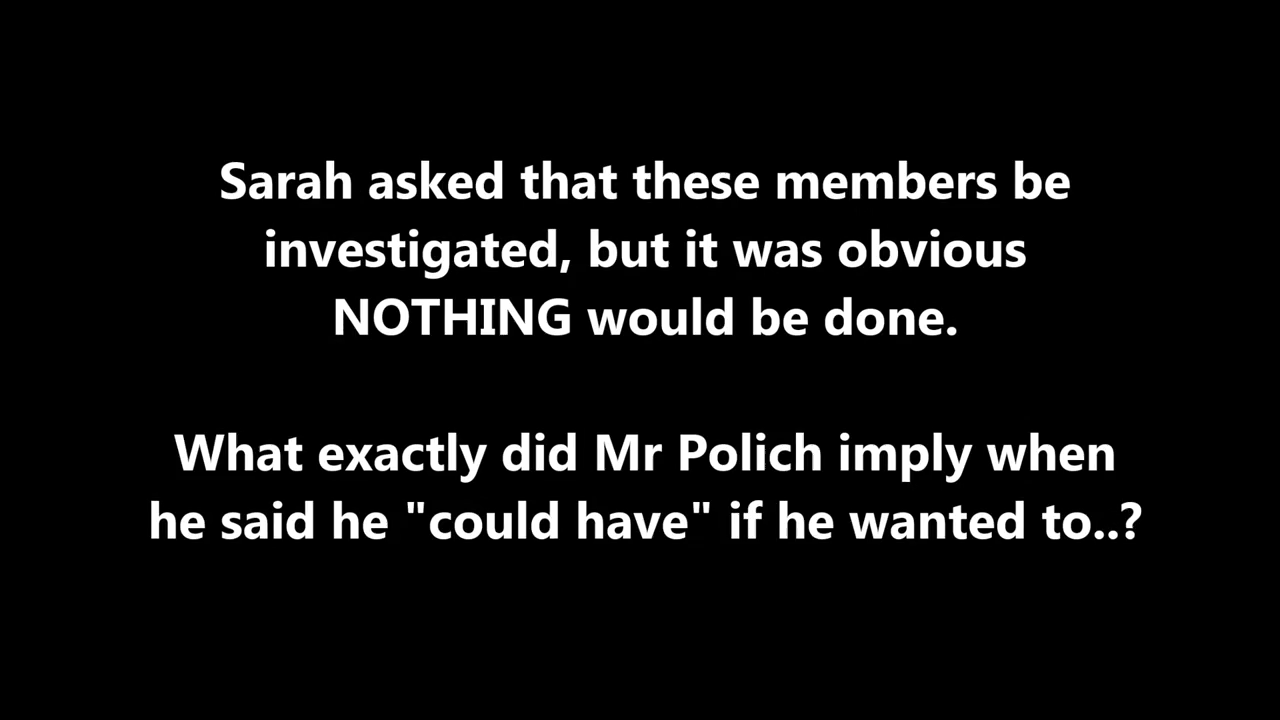 Sarah asked that these members be
investigated, but it was obvious
NOTHING would be done.
What exactly did Mr Polich imply when
he said he "could have" if he wanted to..?